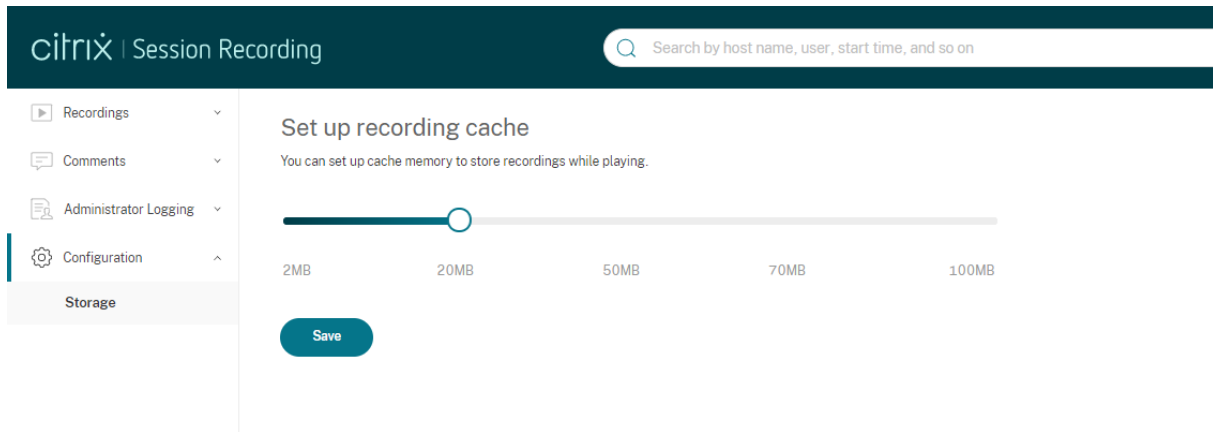 citrix | Session Recording
Search by host name, user, start time, and so on
Recordings
Comments
Administrator Logging
Configuration
Storage
Set up recording cache
You can set up cache memory to store recordings while playing.
2MB 20MB 50MB 70MB 100MB
Save